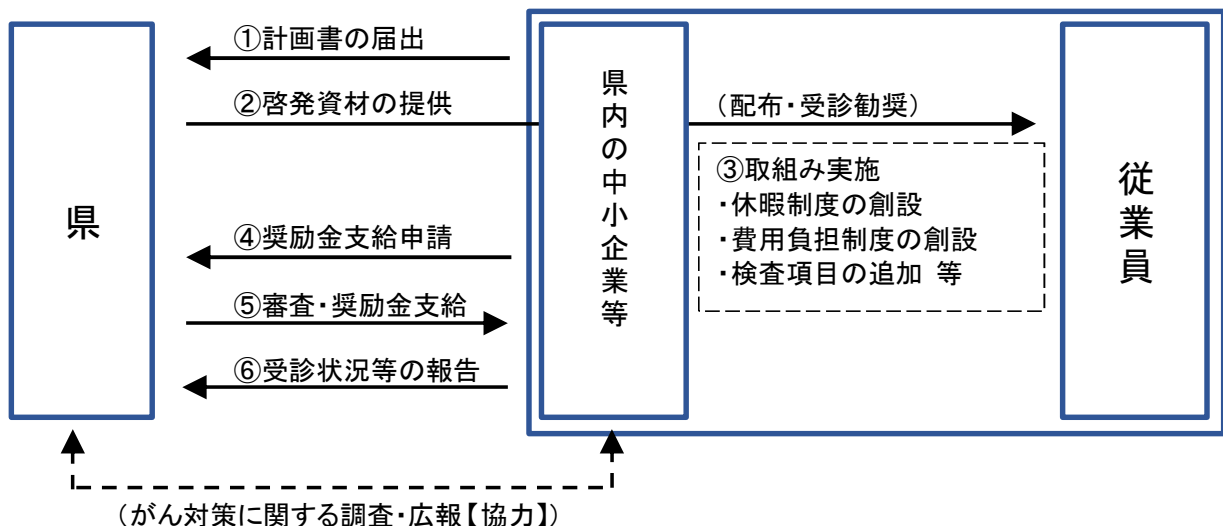 県
①計画書の届出
②啓発資材の提供
④奨励金支給申請
⑤審査・奨励金支給
⑥受診状況等の報告
県内の中小企業等
（配布・受診勧奨）
③取組み実施
・休暇制度の創設
・費用負担制度の創設
・検査項目の追加 等
従業員
（がん対策に関する調査・広報【協力】）